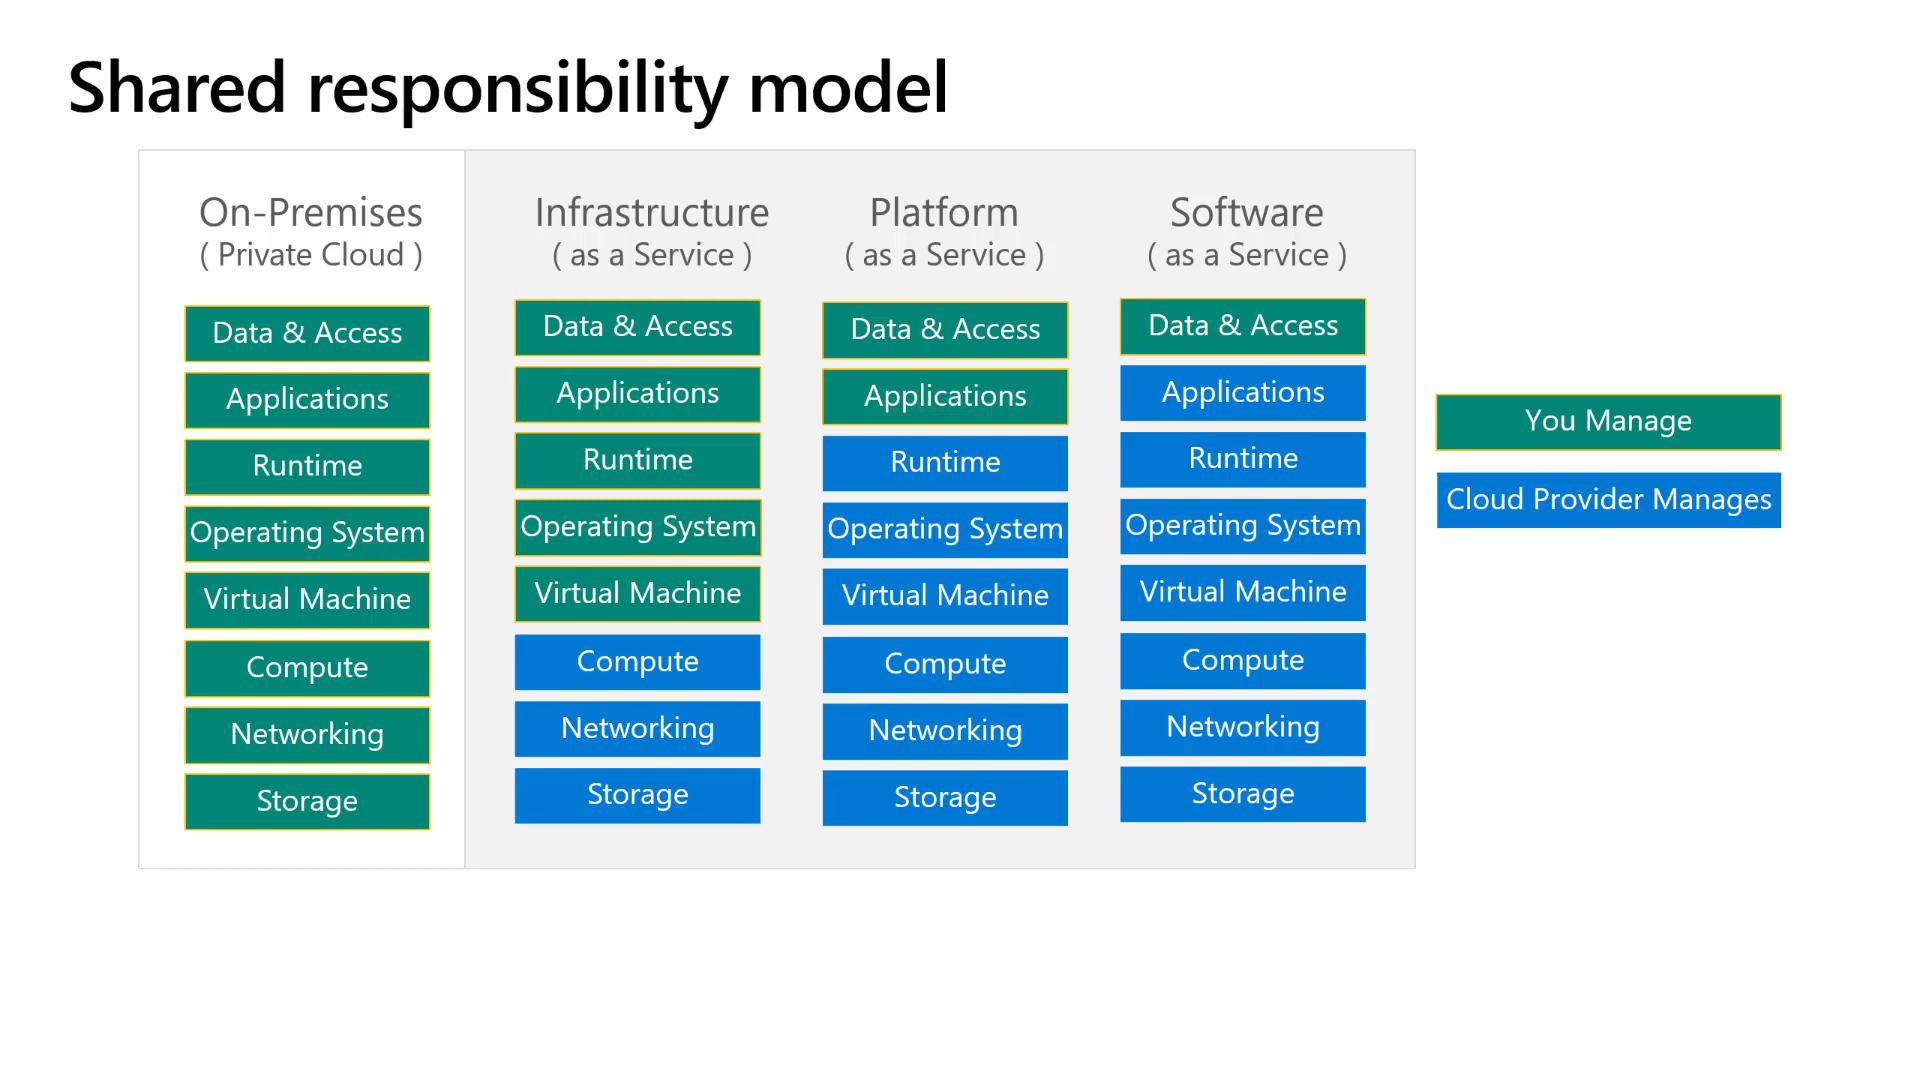 Shared responsibility model
On-Premises
( Private Cloud )
Data & Access
Applications
Runtime
Operating System
Virtual Machine
Compute
Networking
Storage
Infrastructure
( as a Service )
Data & Access
Applications
Runtime
Operating System
Virtual Machine
Compute
Networking
Storage
Platform
( as a Service )
Data & Access
Applications
Runtime
Operating System
Virtual Machine
Compute
Networking
Storage
Software
( as a Service )
Data & Access
Applications
Runtime
Operating System
Virtual Machine
Compute
Networking
Storage
You Manage
Cloud Provider Manages